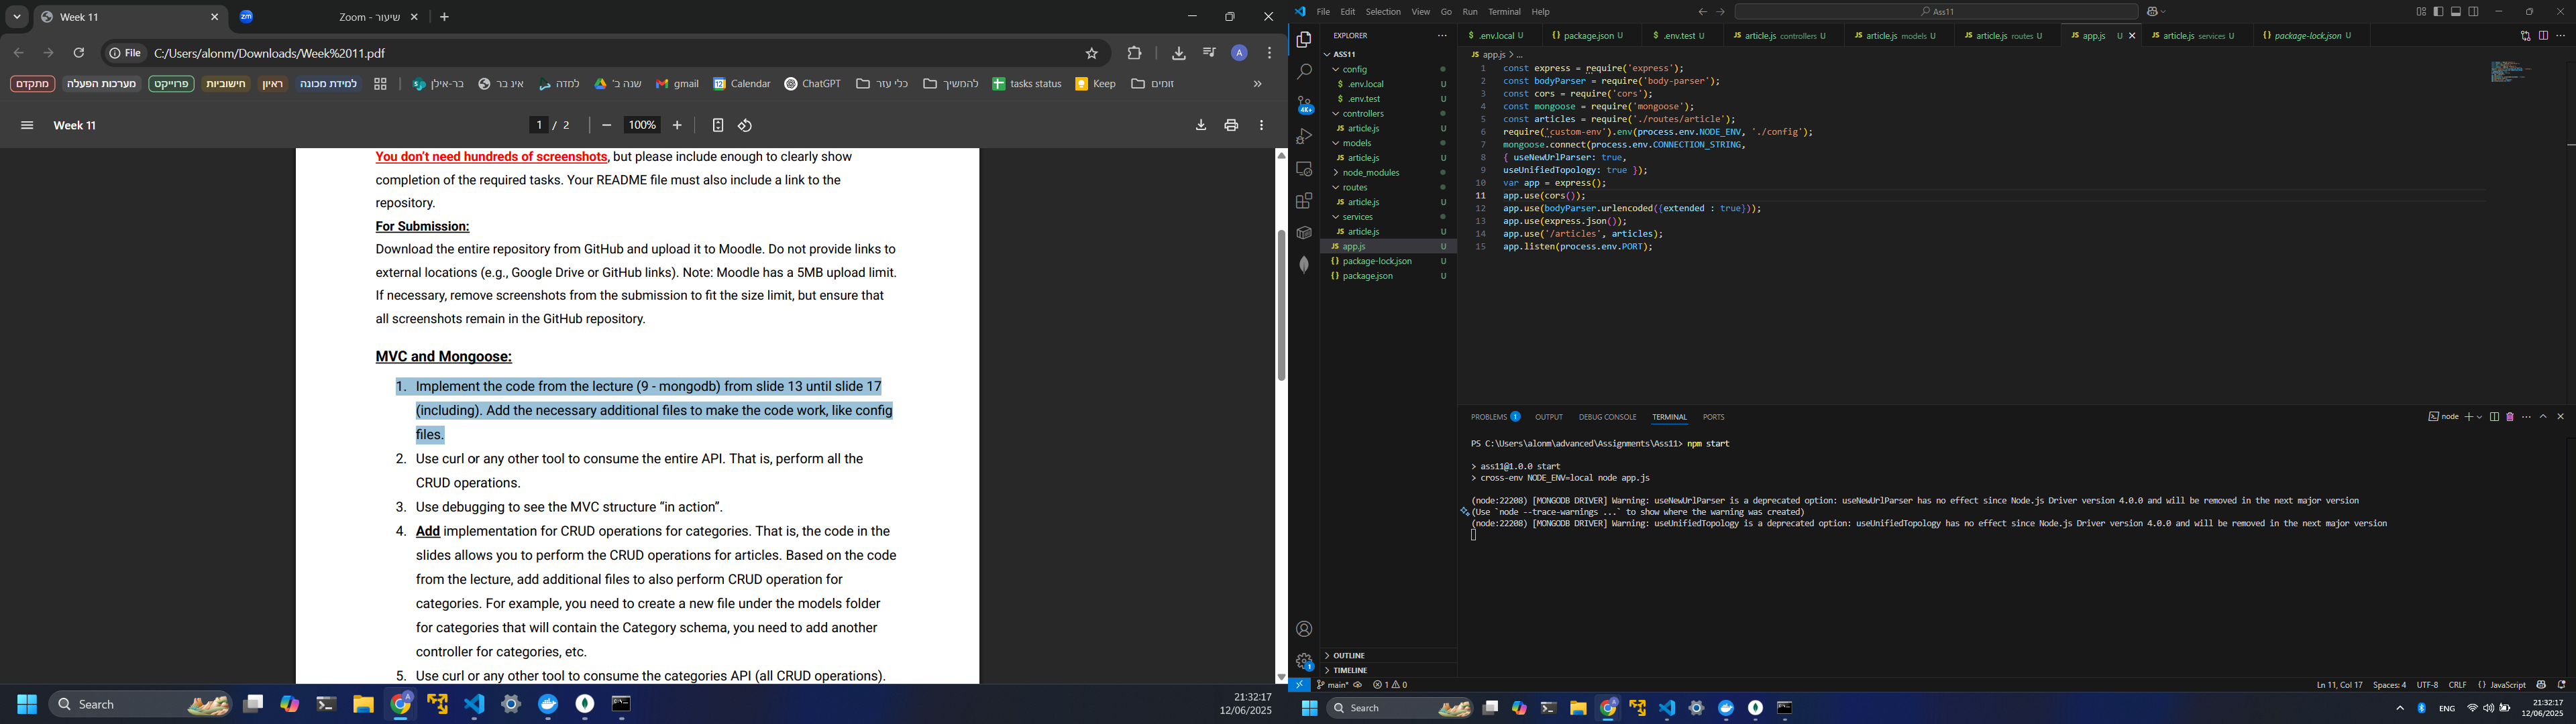 Week 11
Zoom - שיעור
File
C:/Users/alonm/Downloads/Week%2011.pdf
A
מתקדם
מערכות הפעלה
פרוייקט
חישוביות
ראיון
למידת מכונה
בר-אילן
אינ בר
למדה
שנה ב'
gmail
Calendar
ChatGPT
כלי עזר
להמשיך
tasks status
Keep
זומים
Week 11
1 / 2
100%
You don't need hundreds of screenshots, but please include enough to clearly show
completion of the required tasks. Your README file must also include a link to the
repository.
For Submission:
Download the entire repository from GitHub and upload it to Moodle. Do not provide links to
external locations (e.g., Google Drive or GitHub links). Note: Moodle has a 5MB upload limit.
If necessary, remove screenshots from the submission to fit the size limit, but ensure that
all screenshots remain in the GitHub repository.
MVC and Mongoose:
1. Implement the code from the lecture (9 - mongodb) from slide 13 until slide 17
(including). Add the necessary additional files to make the code work, like config
files.
2. Use curl or any other tool to consume the entire API. That is, perform all the
CRUD operations.
3. Use debugging to see the MVC structure “in action”.
4. Add implementation for CRUD operations for categories. That is, the code in the
slides allows you to perform the CRUD operations for articles. Based on the code
from the lecture, add additional files to also perform CRUD operation for
categories. For example, you need to create a new file under the models folder
for categories that will contain the Category schema, you need to add another
controller for categories, etc.
5. Use curl or any other tool to consume the categories API (all CRUD operations).
Search
21:32:17
12/06/2025
File Edit Selection View Go Run Terminal Help
Ass11
EXPLORER
ASS11
config
$ .env.local U
$ .env.test U
controllers
JS article.js U
models
JS article.js U
node_modules
routes
JS article.js U
services
JS article.js U
JS app.js U
{} package-lock.json U
{} package.json U
OUTLINE
TIMELINE
4K+
1
$ .env.local U
{} package.json U
$ .env.test U
JS article.js controllers U
JS article.js models U
JS article.js routes U
JS app.js U
JS article.js services U
{} package-lock.json U
JS app.js > ...
1 const express = require('express');
2 const bodyParser = require('body-parser');
3 const cors = require('cors');
4 const mongoose = require('mongoose');
5 const articles = require('./routes/article');
6 require('custom-env').env(process.env.NODE_ENV, './config');
7 mongoose.connect(process.env.CONNECTION_STRING,
8 { useNewUrlParser: true,
9 useUnifiedTopology: true });
10 var app = express();
11 app.use(cors());
12 app.use(bodyParser.urlencoded({extended : true}));
13 app.use(express.json());
14 app.use('/articles', articles);
15 app.listen(process.env.PORT);
PROBLEMS 1 OUTPUT DEBUG CONSOLE TERMINAL PORTS
node
PS C:\Users\alonm\advanced\Assignments\Ass11> npm start
> ass11@1.0.0 start
> cross-env NODE_ENV=local node app.js
(node:22208) [MONGODB DRIVER] Warning: useNewUrlParser is a deprecated option: useNewUrlParser has no effect since Node.js Driver version 4.0.0 and will be removed in the next major version
(Use `node --trace-warnings ...` to show where the warning was created)
(node:22208) [MONGODB DRIVER] Warning: useUnifiedTopology is a deprecated option: useUnifiedTopology has no effect since Node.js Driver version 4.0.0 and will be removed in the next major version
main* 1 0
Ln 11, Col 17 Spaces: 4 UTF-8 CRLF {} JavaScript
Search
ENG
21:32:17
12/06/2025